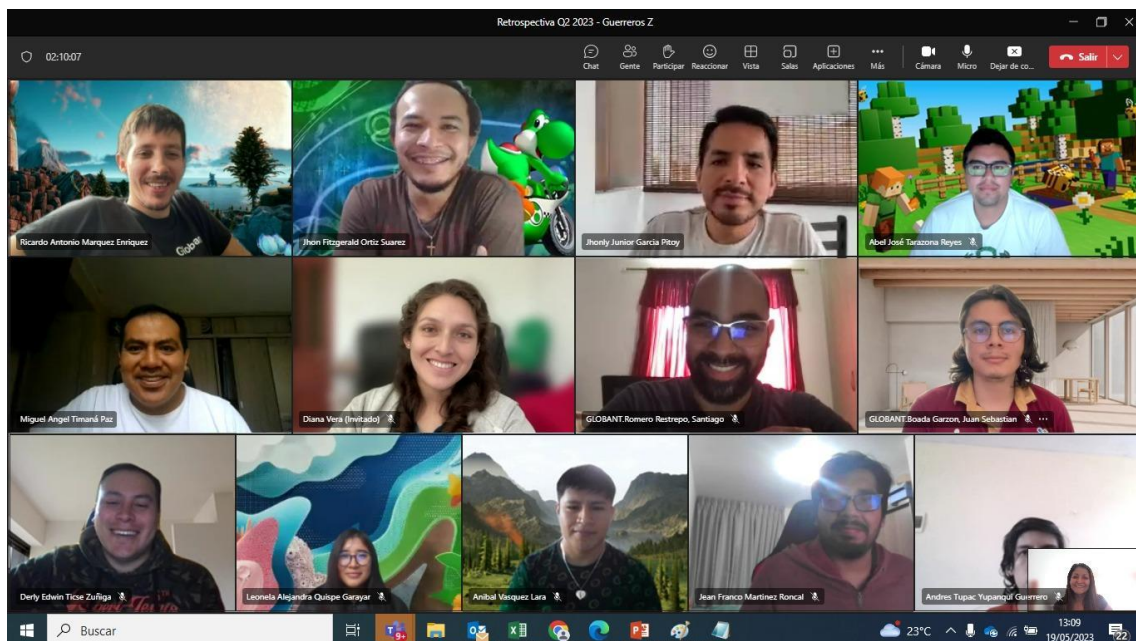 Retrospectiva Q2 2023 - Guerreros Z
02:10:07
Chat
Gente
Participar
Reaccionar
Vista
Salas
Aplicaciones
Más
Cámara
Micro
Dejar de co...
Salir
Ricardo Antonio Marquez Enriquez
Jhon Fitzgerald Ortiz Suarez
Jhonly Junior Garcia Pitoy
Abel José Tarazona Reyes
Miguel Angel Timaná Paz
Diana Vera (Invitado)
GLOBANT.Romero Restrepo, Santiago
GLOBANT.Boada Garzon, Juan Sebastian
Derly Edwin Ticse Zuñiga
Leonela Alejandra Quispe Garayar
Anibal Vasquez Lara
Jean Franco Martinez Roncal
Andres Tupac Yupanqui Guerrero
Buscar
9+
23°C
13:09
19/05/2023
22